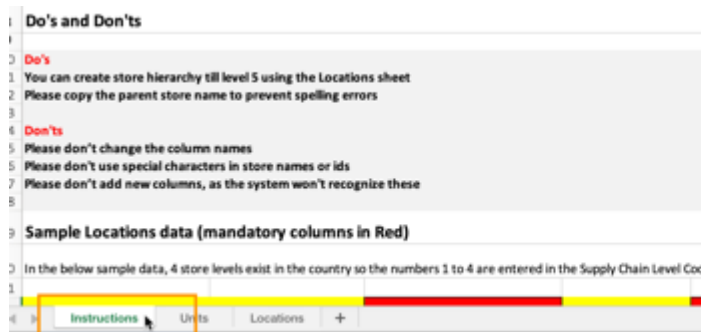 Do's and Don'ts
Do's
You can create store hierarchy till level 5 using the Locations sheet
Please copy the parent store name to prevent spelling errors
Don'ts
Please don't change the column names
Please don't use special characters in store names or ids
Please don't add new columns, as the system won't recognize these
Sample Locations data (mandatory columns in Red)
In the below sample data, 4 store levels exist in the country so the numbers 1 to 4 are entered in the Supply Chain Level
Instructions Units Locations +